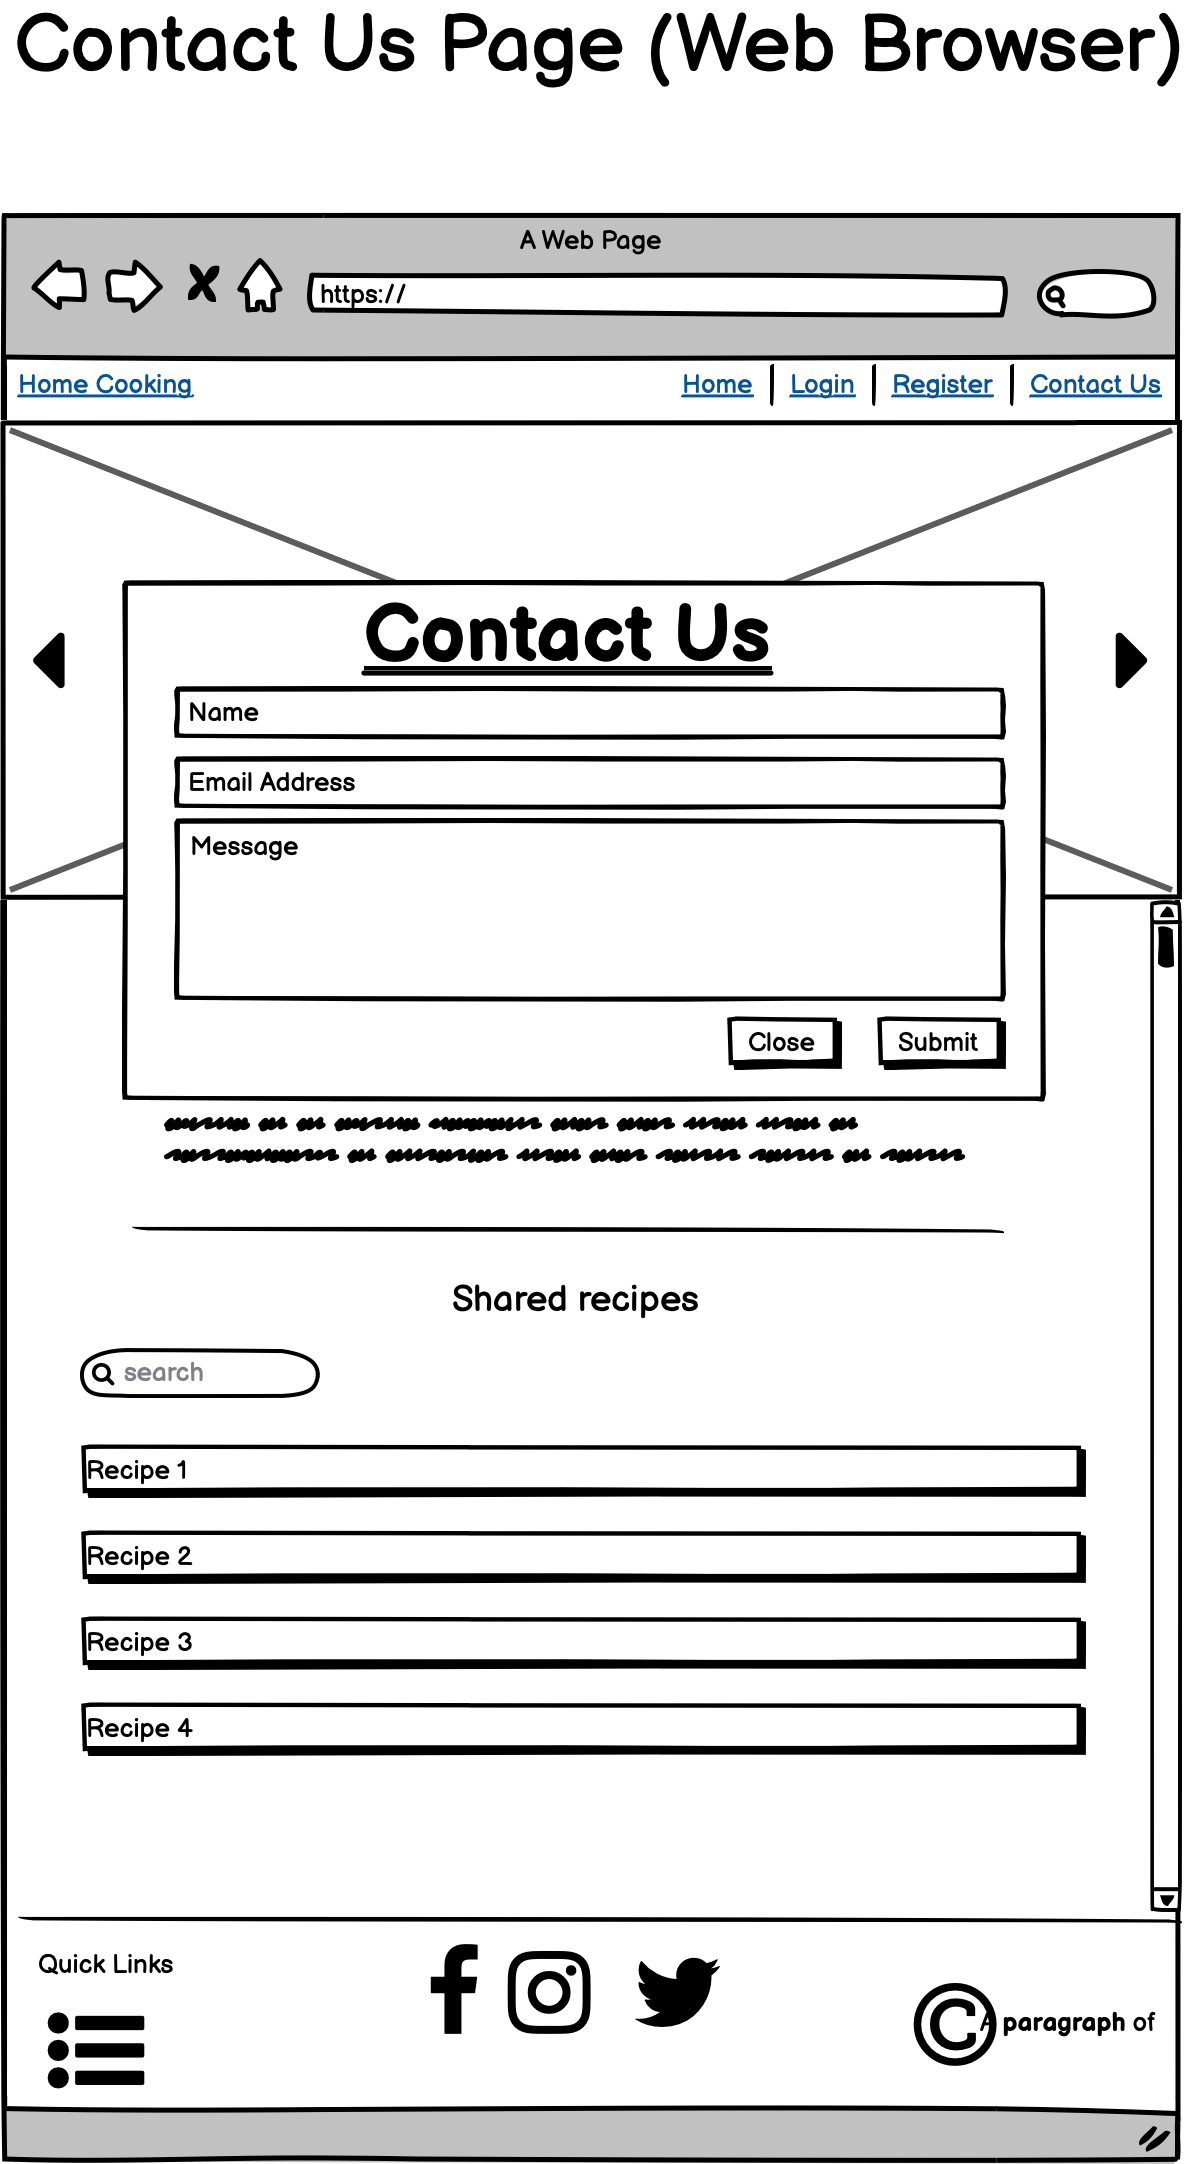 Contact Us Page (Web Browser)
A Web Page
https://
Home Cooking
Home
Login
Register
Contact Us
Contact Us
Name
Email Address
Message
Close
Submit
Shared recipes
search
Recipe 1
Recipe 2
Recipe 3
Recipe 4
Quick Links
© A paragraph of